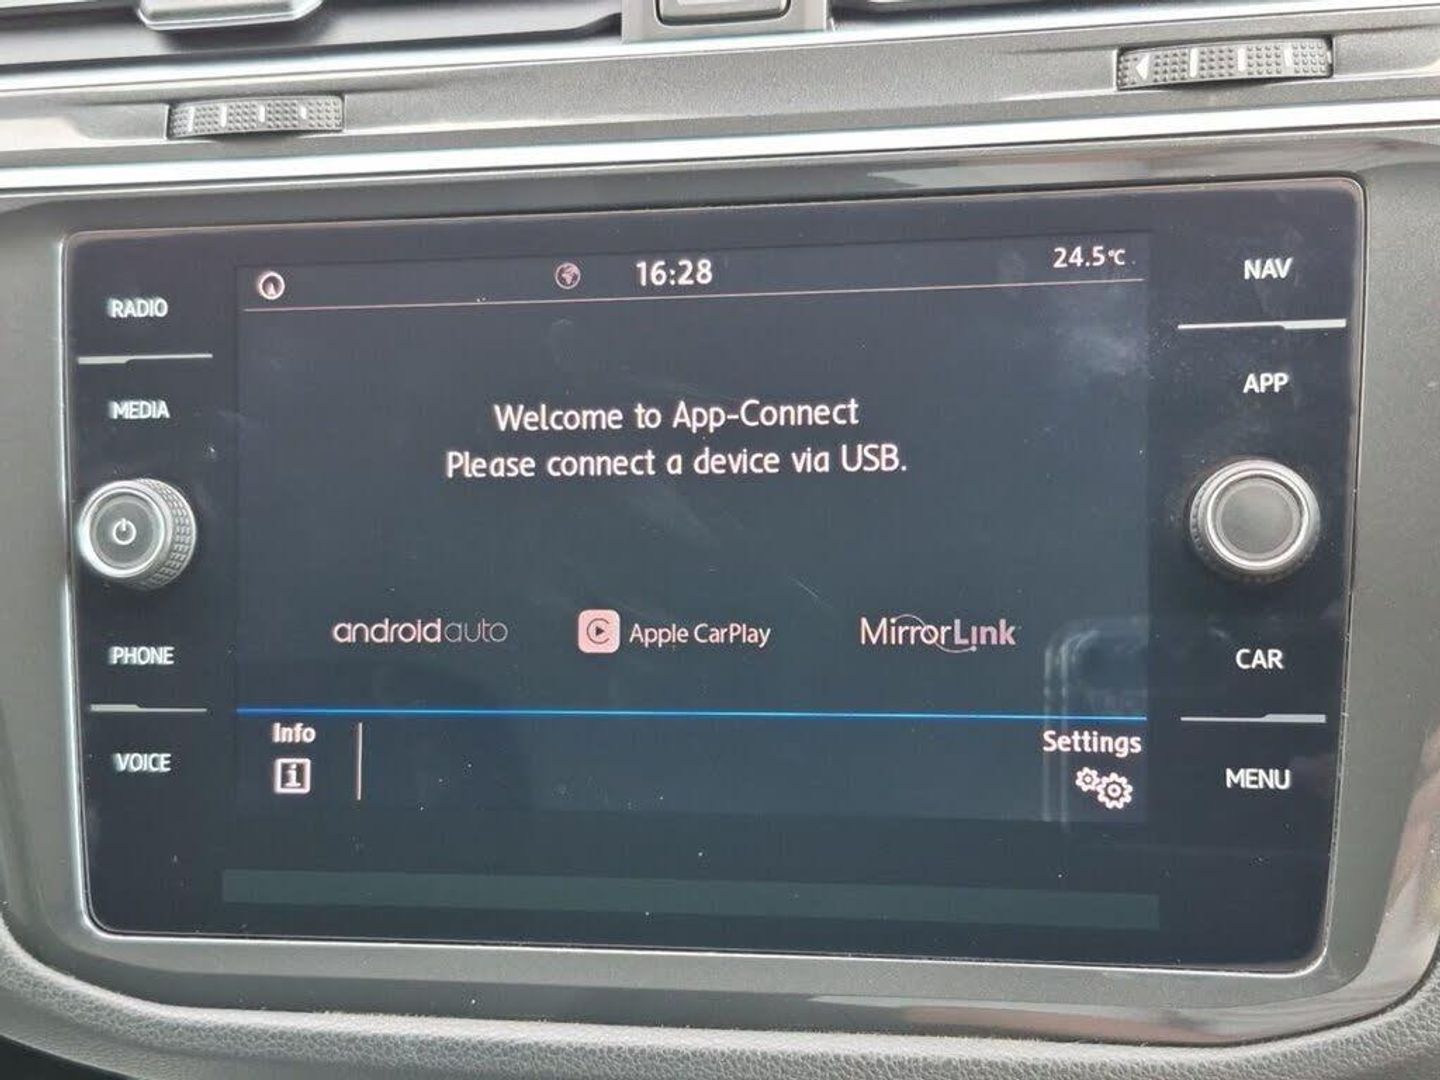 16:28
24.5°C
RADIO
MEDIA
PHONE
VOICE
Welcome to App-Connect
Please connect a device via USB.
androidauto
Apple CarPlay
MirrorLink
Info
i
Settings
NAV
APP
CAR
MENU